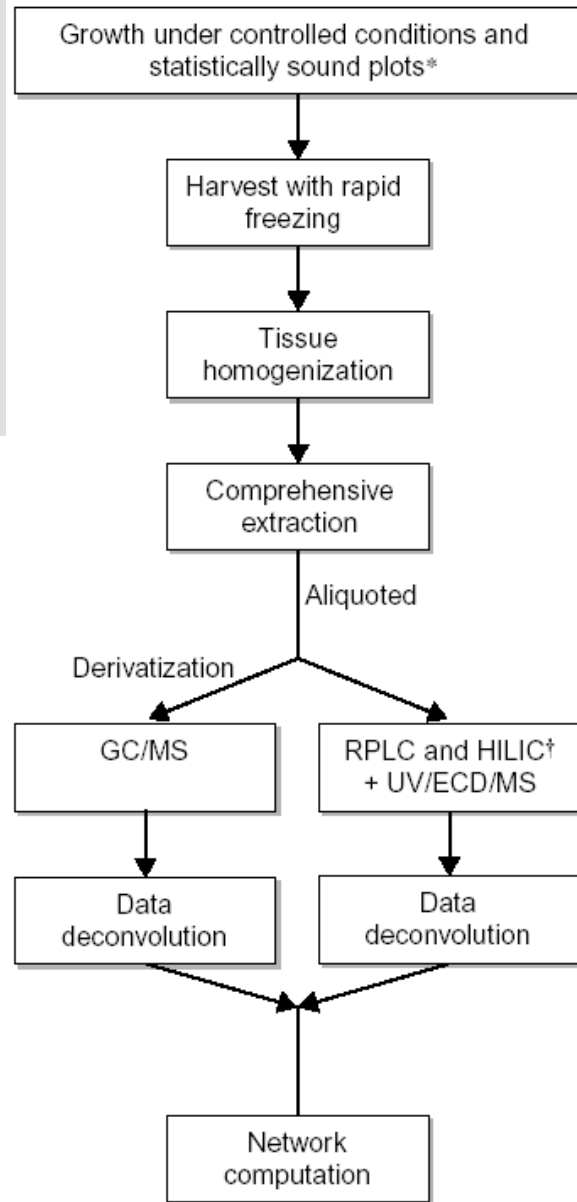 Growth under controlled conditions and
statistically sound plots*
Harvest with rapid
freezing
Tissue
homogenization
Comprehensive
extraction
Aliquoted
Derivatization
GC/MS
RPLC and HILIC†
+ UV/ECD/MS
Data
deconvolution
Data
deconvolution
Network
computation